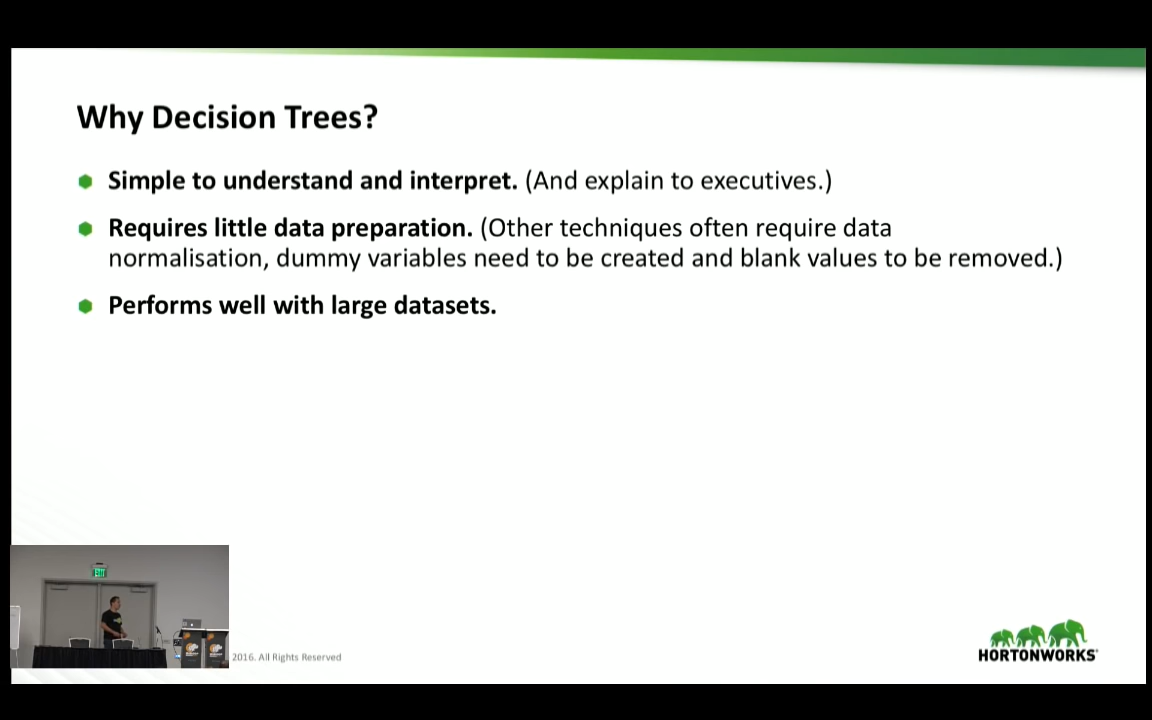 Why Decision Trees?
Simple to understand and interpret. (And explain to executives.)
Requires little data preparation. (Other techniques often require data
normalisation, dummy variables need to be created and blank values to be removed.)
Performs well with large datasets.
EXIT
2016. All Rights Reserved
HORTONWORKS